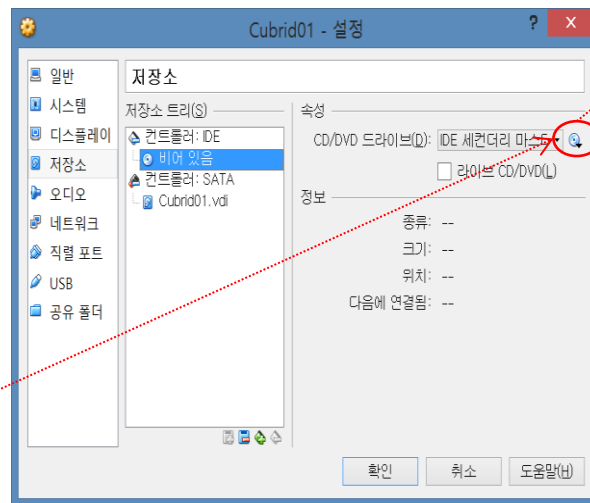 Cubrid01 - 설정
?
X
일반
시스템
디스플레이
저장소
오디오
네트워크
직렬 포트
USB
공유 폴더
저장소
저장소 트리(S)
컨트롤러: IDE
비어 있음
컨트롤러: SATA
Cubrid01.vdi
속성
CD/DVD 드라이브(D): IDE 세컨더리
라이브 CD/DVD(L)
정보
종류: --
크기: --
위치: --
다음에 연결됨: --
확인
취소
도움말(H)